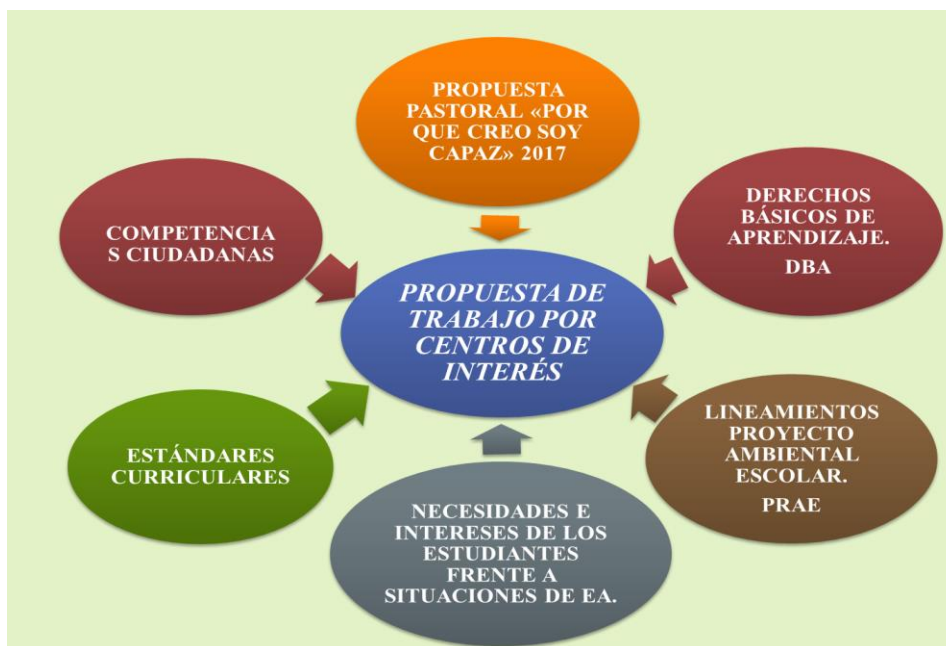 PROPUESTA
PASTORAL «POR
QUE CREO SOY
CAPAZ» 2017
COMPETENCIA
S CIUDADANAS
DERECHOS
BÁSICOS DE
APRENDIZAJE.
DBA
PROPUESTA DE
TRABAJO POR
CENTROS DE
INTERÉS
ESTÁNDARES
CURRICULARES
LINEAMIENTOS
PROYECTO
AMBIENTAL
ESCOLAR.
PRAE
NECESIDADES E
INTERESES DE LOS
ESTUDIANTES
FRENTE A
SITUACIONES DE EA.